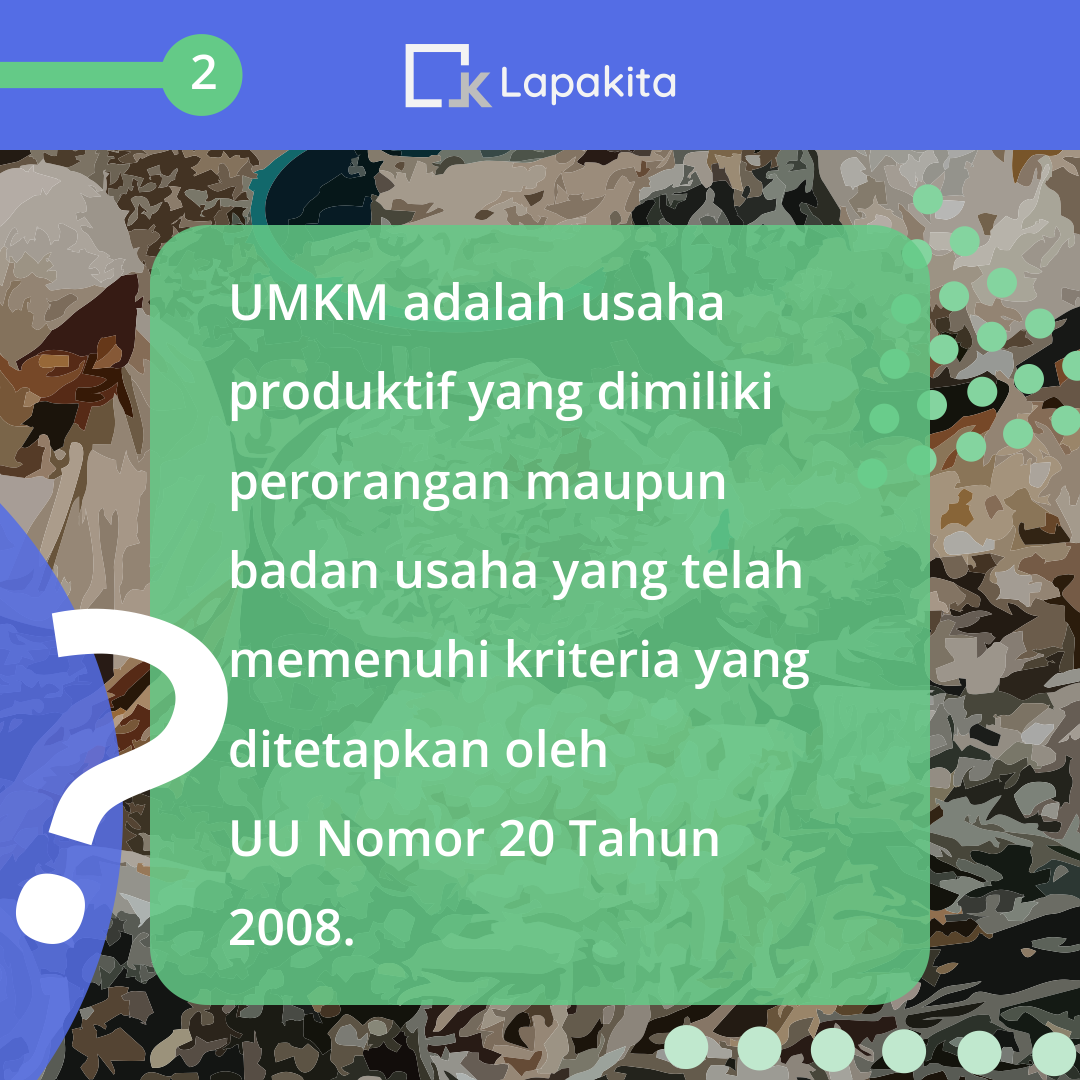 2
K Lapakita
UMKM adalah usaha
produktif yang dimiliki
perorangan maupun
badan usaha yang telah
memenuhi kriteria yang
ditetapkan oleh
UU Nomor 20 Tahun
2008.
?